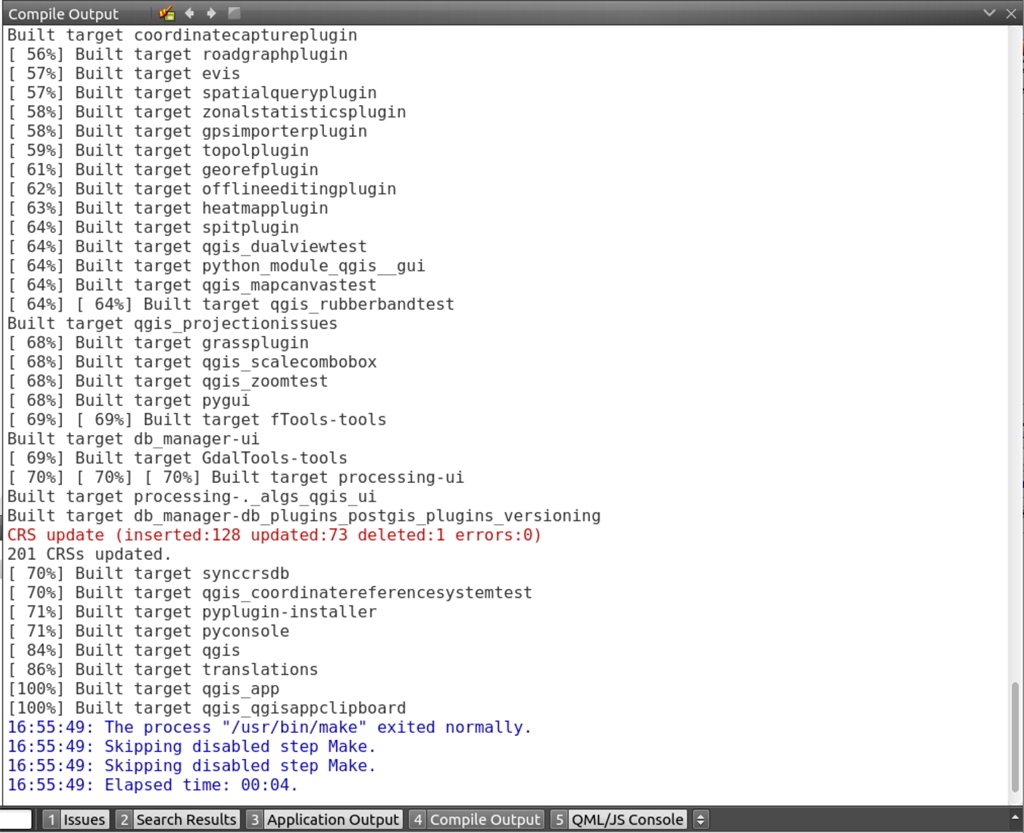 Compile Output
Built target coordinatecaptureplugin
[ 56%] Built target roadgraphplugin
[ 57%] Built target evis
[ 57%] Built target spatialqueryplugin
[ 58%] Built target zonalstatisticsplugin
[ 58%] Built target gpsimporterplugin
[ 59%] Built target topolplugin
[ 61%] Built target georefplugin
[ 62%] Built target offlineeditingplugin
[ 63%] Built target heatmapplugin
[ 64%] Built target spitplugin
[ 64%] Built target qgis_dualviewtest
[ 64%] Built target python_module_qgis__gui
[ 64%] Built target qgis_mapcanvastest
[ 64%] [ 64%] Built target qgis_rubberbandtest
Built target qgis_projectionissues
[ 68%] Built target grassplugin
[ 68%] Built target qgis_scalecombobox
[ 68%] Built target qgis_zoomtest
[ 68%] Built target pygui
[ 69%] [ 69%] Built target fTools-tools
Built target db_manager-ui
[ 69%] Built target GdalTools-tools
[ 70%] [ 70%] [ 70%] Built target processing-ui
Built target processing-._algs_qgis_ui
Built target db_manager-db_plugins_postgis_plugins_versioning
CRS update (inserted:128 updated:73 deleted:1 errors:0)
201 CRSs updated.
[ 70%] Built target synccrsdb
[ 70%] Built target qgis_coordinatereferencesystemtest
[ 71%] Built target pyplugin-installer
[ 71%] Built target pyconsole
[ 84%] Built target qgis
[ 86%] Built target translations
[100%] Built target qgis_app
[100%] Built target qgis_qgisappclipboard
16:55:49: The process "/usr/bin/make" exited normally.
16:55:49: Skipping disabled step Make.
16:55:49: Skipping disabled step Make.
16:55:49: Elapsed time: 00:04.
1 Issues 2 Search Results 3 Application Output 4 Compile Output 5 QML/JS Console